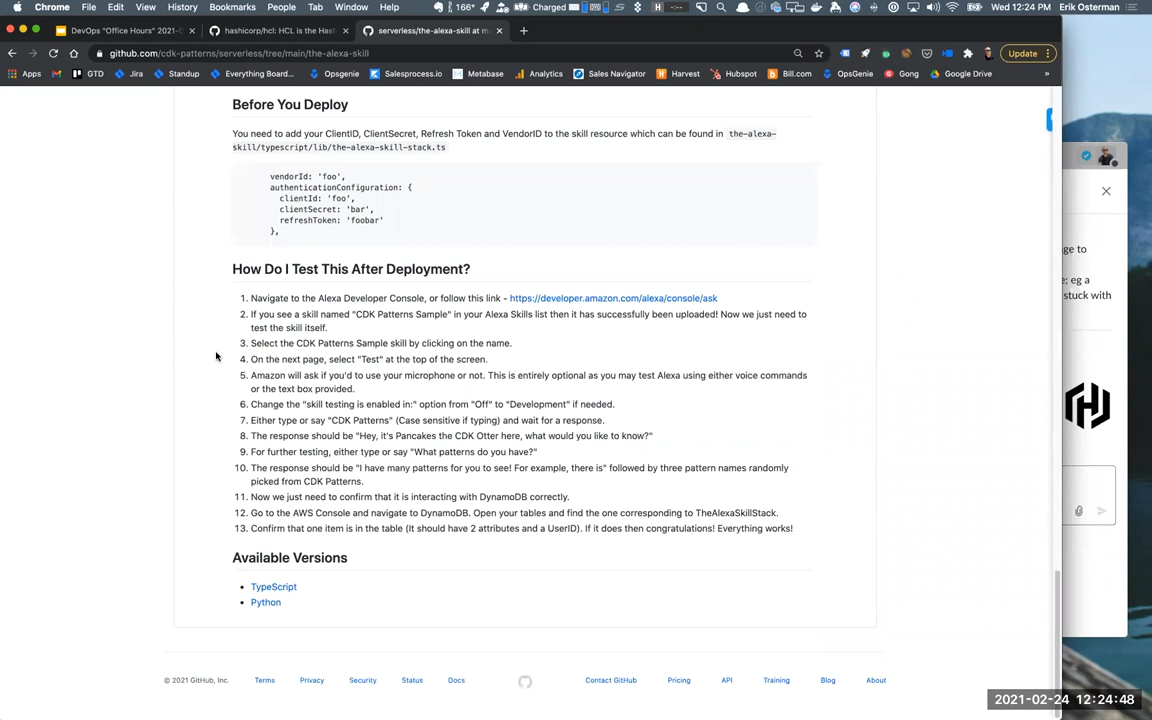 Chrome File Edit View History Bookmarks People Tab Window Help 166° Charged Wed 12:24 PM Erik Osterman
DevOps "Office Hours" 2021-0 hashicorp/hcl: HCL is the Hash serverless/the-alexa-skill at m
github.com/cdk-patterns/serverless/tree/main/the-alexa-skill Update
Apps GTD Jira Standup Everything Board... Opsgenie Salesprocess.io Metabase Analytics Sales Navigator Harvest Hubspot Bill.com OpsGenie Gong Google Drive »
Before You Deploy
You need to add your ClientID, ClientSecret, Refresh Token and VendorID to the skill resource which can be found in the-alexa-
skill/typescript/lib/the-alexa-skill-stack.ts
vendorId: 'foo',
authenticationConfiguration: {
clientId: 'foo',
clientSecret: 'bar',
refreshToken: 'foobar'
},
How Do I Test This After Deployment?
1. Navigate to the Alexa Developer Console, or follow this link - https://developer.amazon.com/alexa/console/ask
2. If you see a skill named "CDK Patterns Sample" in your Alexa Skills list then it has successfully been uploaded! Now we just need to
test the skill itself.
3. Select the CDK Patterns Sample skill by clicking on the name.
4. On the next page, select "Test" at the top of the screen.
5. Amazon will ask if you'd to use your microphone or not. This is entirely optional as you may test Alexa using either voice commands
or the text box provided.
6. Change the "skill testing is enabled in:" option from "Off" to "Development" if needed.
7. Either type or say "CDK Patterns" (Case sensitive if typing) and wait for a response.
8. The response should be "Hey, it's Pancakes the CDK Otter here, what would you like to know?"
9. For further testing, either type or say "What patterns do you have?"
10. The response should be "I have many patterns for you to see! For example, there is" followed by three pattern names randomly
picked from CDK Patterns.
11. Now we just need to confirm that it is interacting with DynamoDB correctly.
12. Go to the AWS Console and navigate to DynamoDB. Open your tables and find the one corresponding to TheAlexaSkillStack.
13. Confirm that one item is in the table (It should have 2 attributes and a UserID). If it does then congratulations! Everything works!
Available Versions
• TypeScript
• Python
© 2021 GitHub, Inc. Terms Privacy Security Status Docs Contact GitHub Pricing API Training Blog About
ge to
e; eg a
stuck with
2021-02-24 12:24:48